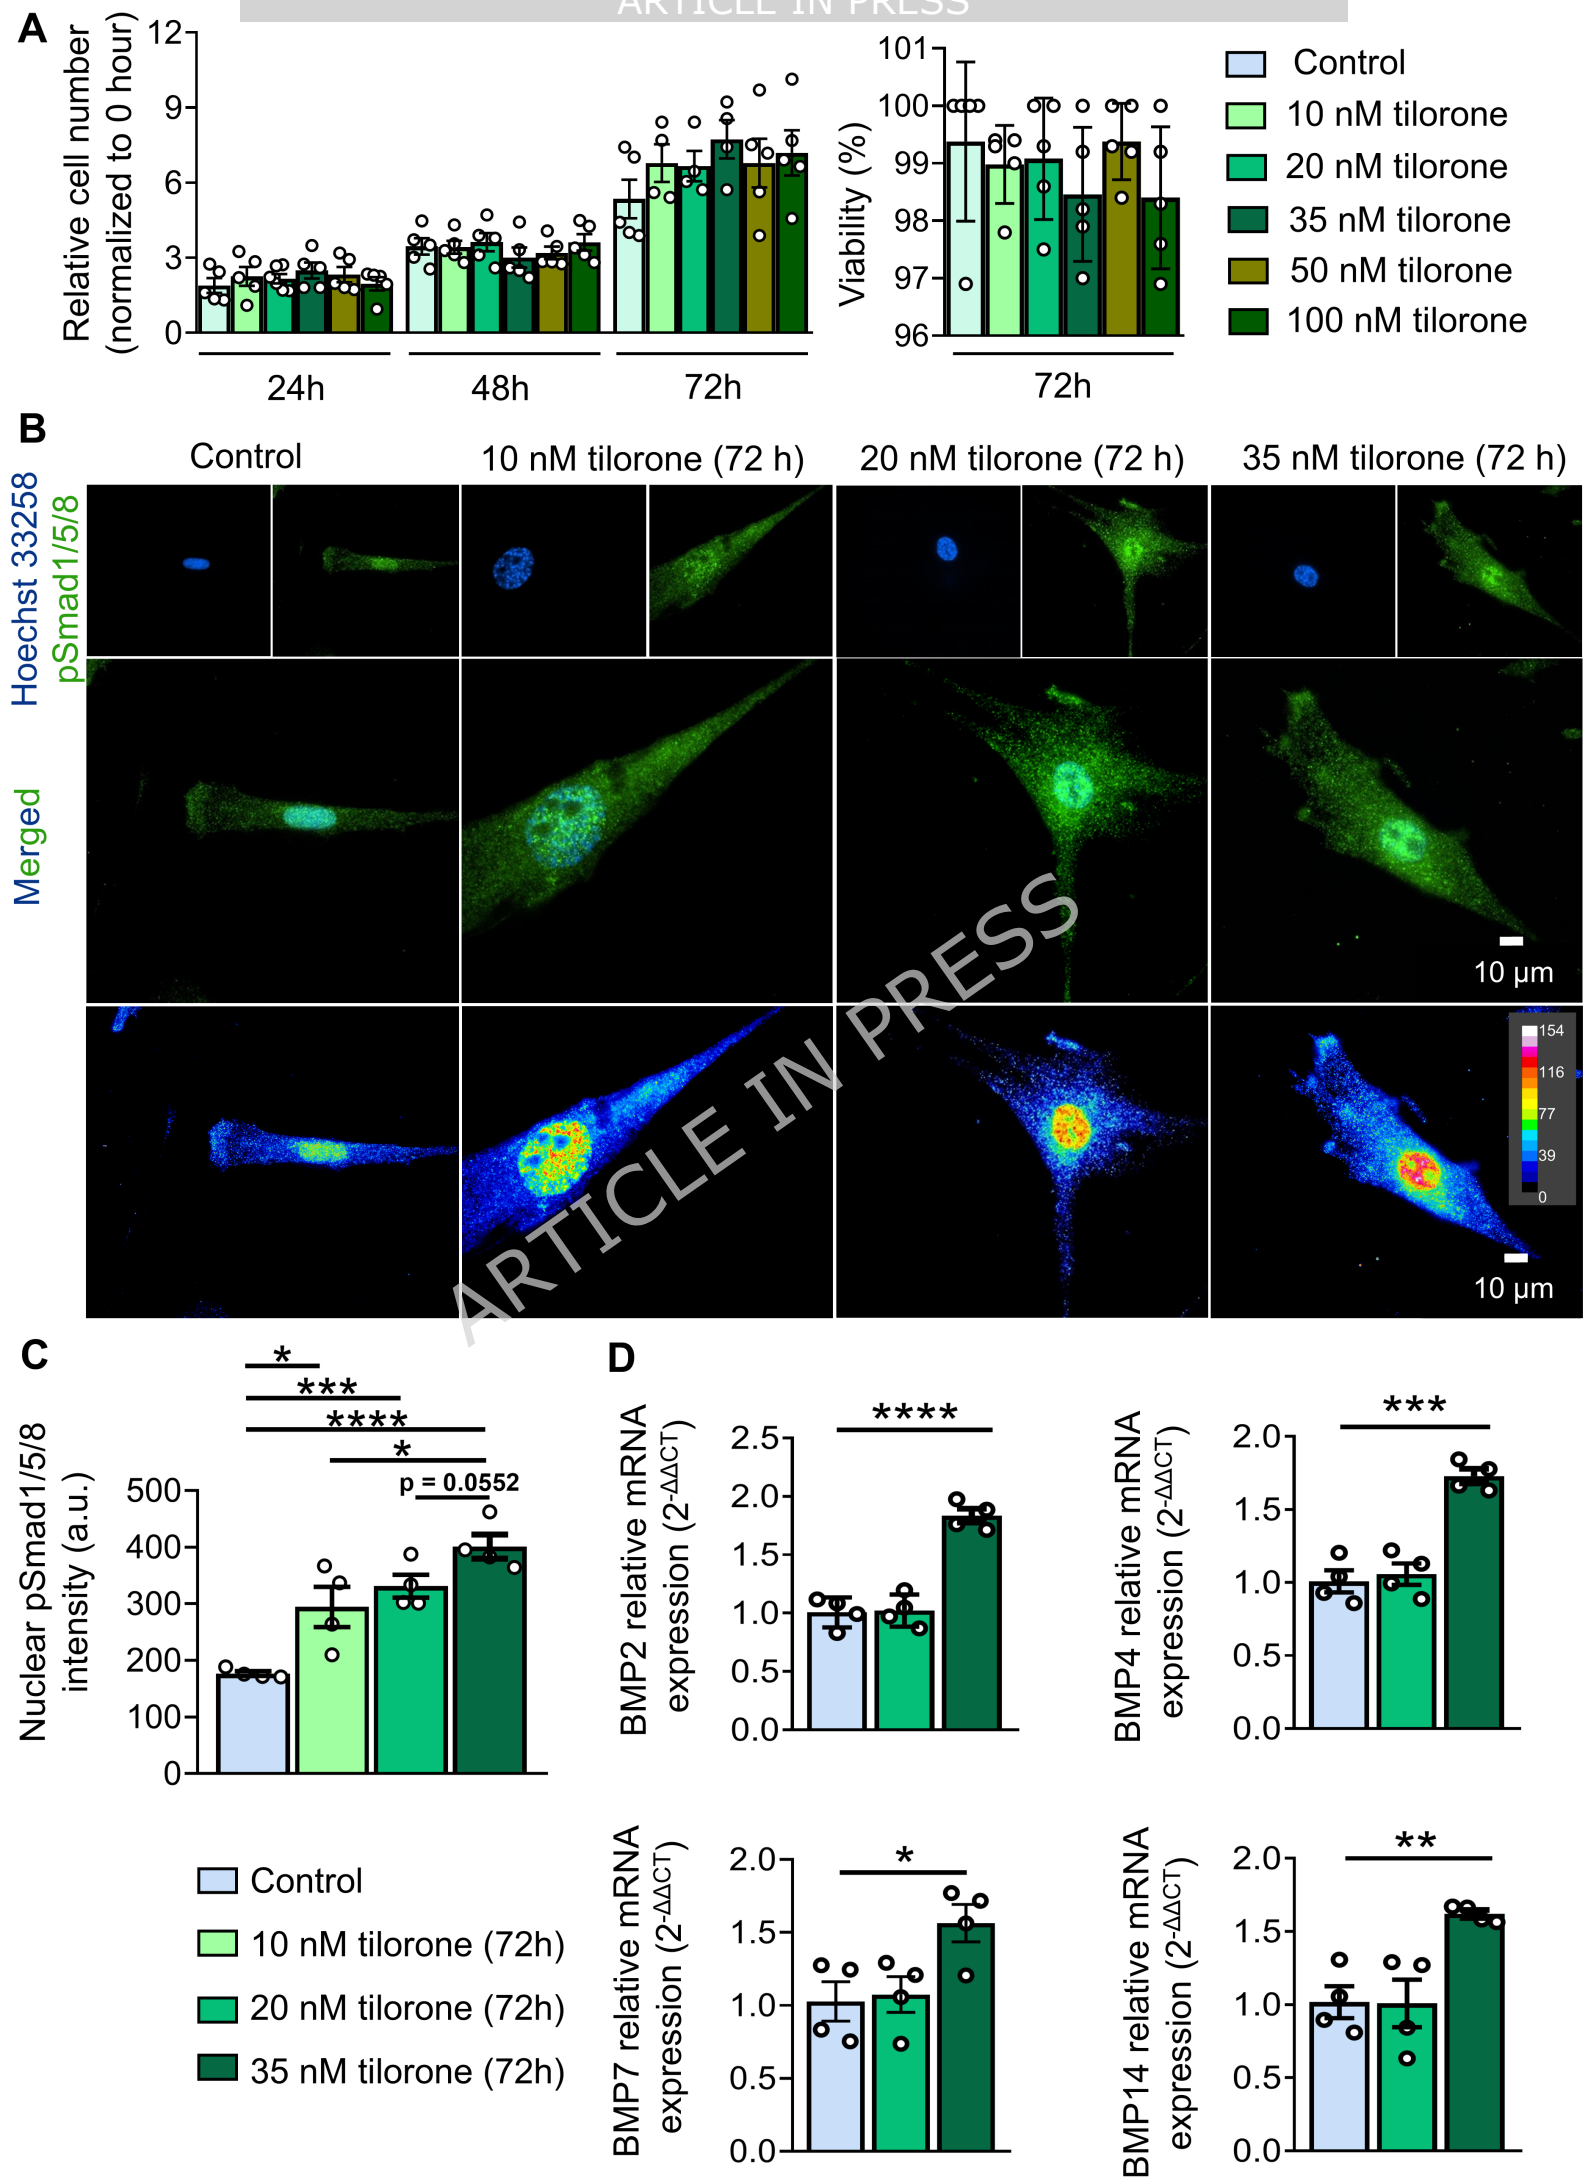 ARTICLE IN PRESS
A
Relative cell number
(normalized to 0 hour)
12
9
6
3
0
24h
48h
72h
Viability (%)
101
100
99
98
97
96
72h
Control
10 nM tilorone
20 nM tilorone
35 nM tilorone
50 nM tilorone
100 nM tilorone
B
Control
10 nM tilorone (72 h)
20 nM tilorone (72 h)
35 nM tilorone (72 h)
Hoechst 33258
pSmad1/5/8
Merged
10 µm
154
116
77
39
0
10 µm
ARTICLE IN PRESS
C
*
***
****
*
p = 0.0552
Nuclear pSmad1/5/8
intensity (a.u.)
500
400
300
200
100
0
Control
10 nM tilorone (72h)
20 nM tilorone (72h)
35 nM tilorone (72h)
D
BMP2 relative mRNA
expression (2-ΔΔCT)
2.5
2.0
1.5
1.0
0.5
0.0
****
BMP4 relative mRNA
expression (2-ΔΔCT)
2.0
1.5
1.0
0.5
0.0
***
BMP7 relative mRNA
expression (2-ΔΔCT)
2.0
1.5
1.0
0.5
0.0
*
BMP14 relative mRNA
expression (2-ΔΔCT)
2.0
1.5
1.0
0.5
0.0
**